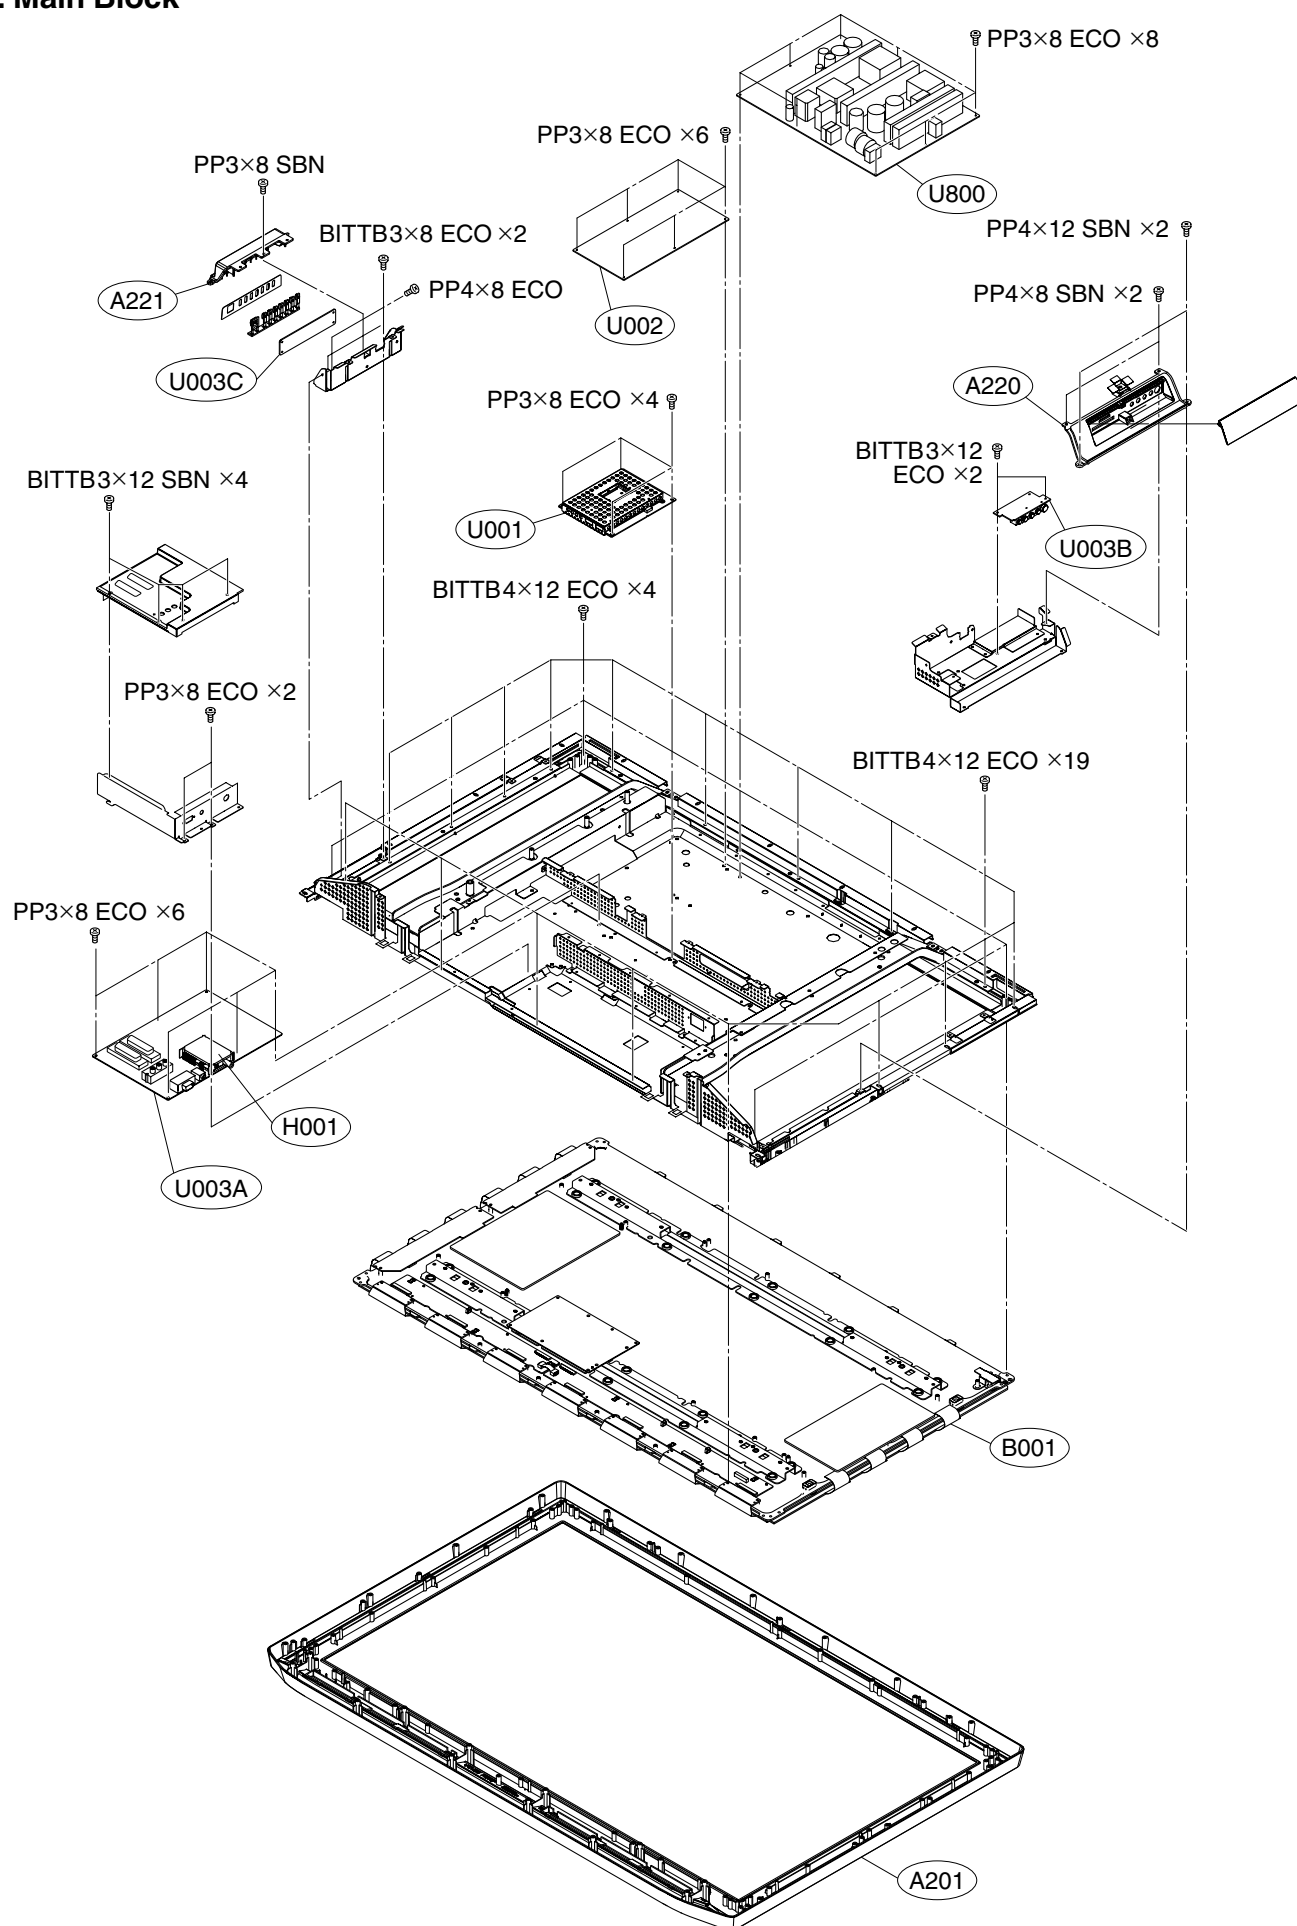 . Main Block
PP3×8 ECO ×8
PP3×8 ECO ×6
PP3×8 SBN
U800
BITTB3×8 ECO ×2
PP4×12 SBN ×2
A221
PP4×8 ECO
PP4×8 SBN ×2
U002
U003C
A220
PP3×8 ECO ×4
BITTB3×12
ECO ×2
BITTB3×12 SBN ×4
U001
U003B
BITTB4×12 ECO ×4
PP3×8 ECO ×2
BITTB4×12 ECO ×19
PP3×8 ECO ×6
H001
U003A
B001
A201